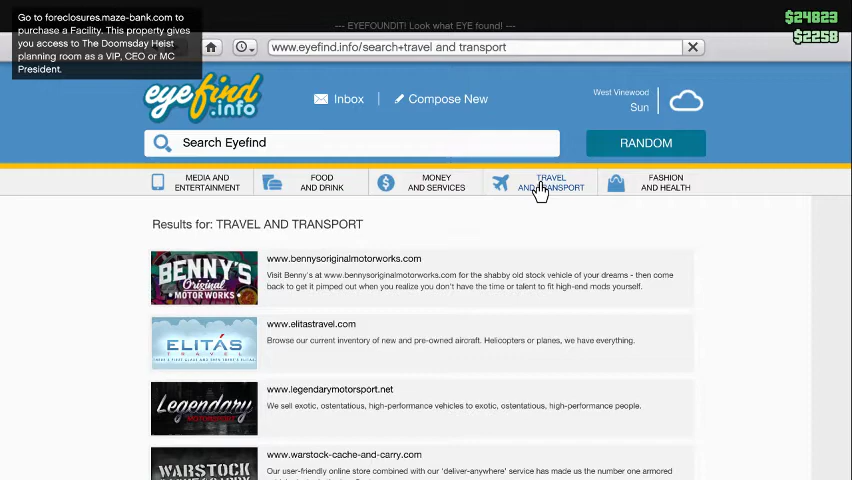 Go to foreclosures.maze-bank.com to
purchase a Facility. This property gives
you access to The Doomsday Heist
planning room as a VIP, CEO or MC
President.
--- EYEFOUNDIT! Look what EYE found! ---
$24823
$2258
www.eyefind.info/search+travel and transport
eyefind
.info
Inbox
Compose New
West Vinewood
Sun
Search Eyefind
RANDOM
MEDIA AND
ENTERTAINMENT
FOOD
AND DRINK
MONEY
AND SERVICES
TRAVEL
AND TRANSPORT
FASHION
AND HEALTH
Results for: TRAVEL AND TRANSPORT
BENNY'S
Original
MOTOR WORKS
www.bennysoriginalmotorworks.com
Visit Benny's at www.bennysoriginalmotorworks.com for the shabby old stock vehicle of your dreams - then come
back to get it pimped out when you realize you don't have the time or talent to fit high-end mods yourself.
ELITÁS
TRAVEL
www.elitastravel.com
Browse our current inventory of new and pre-owned aircraft. Helicopters or planes, we have everything.
Legendary
MOTORSPORT
www.legendarymotorsport.net
We sell exotic, ostentatious, high-performance vehicles to exotic, ostentatious, high-performance people.
WARSTOCK
www.warstock-cache-and-carry.com
Our user-friendly online store combined with our 'deliver-anywhere' service has made us the number one armored